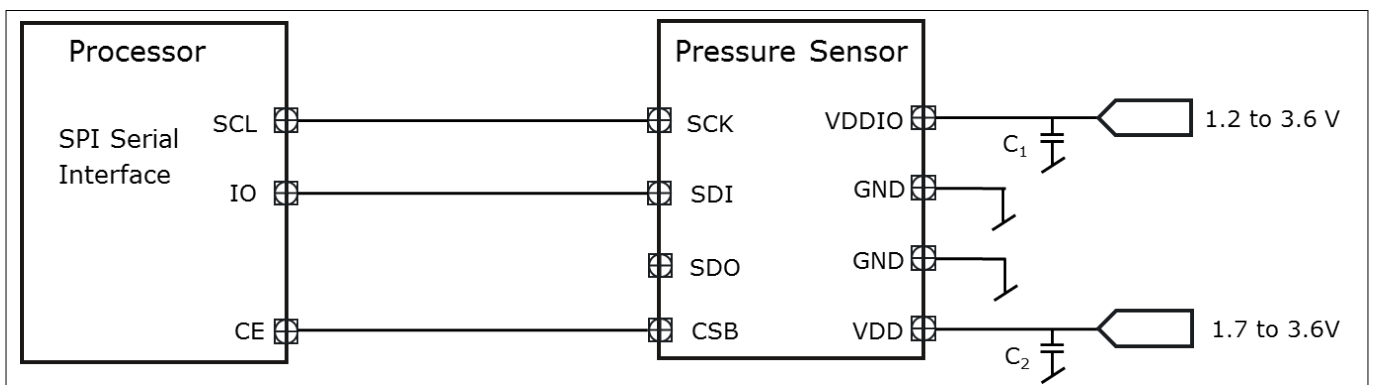 Processor
SPI Serial
Interface
SCL
IO
CE
Pressure Sensor
SCK
SDI
SDO
CSB
VDDIO
GND
GND
VDD
C1
1.2 to 3.6 V
C2
1.7 to 3.6V